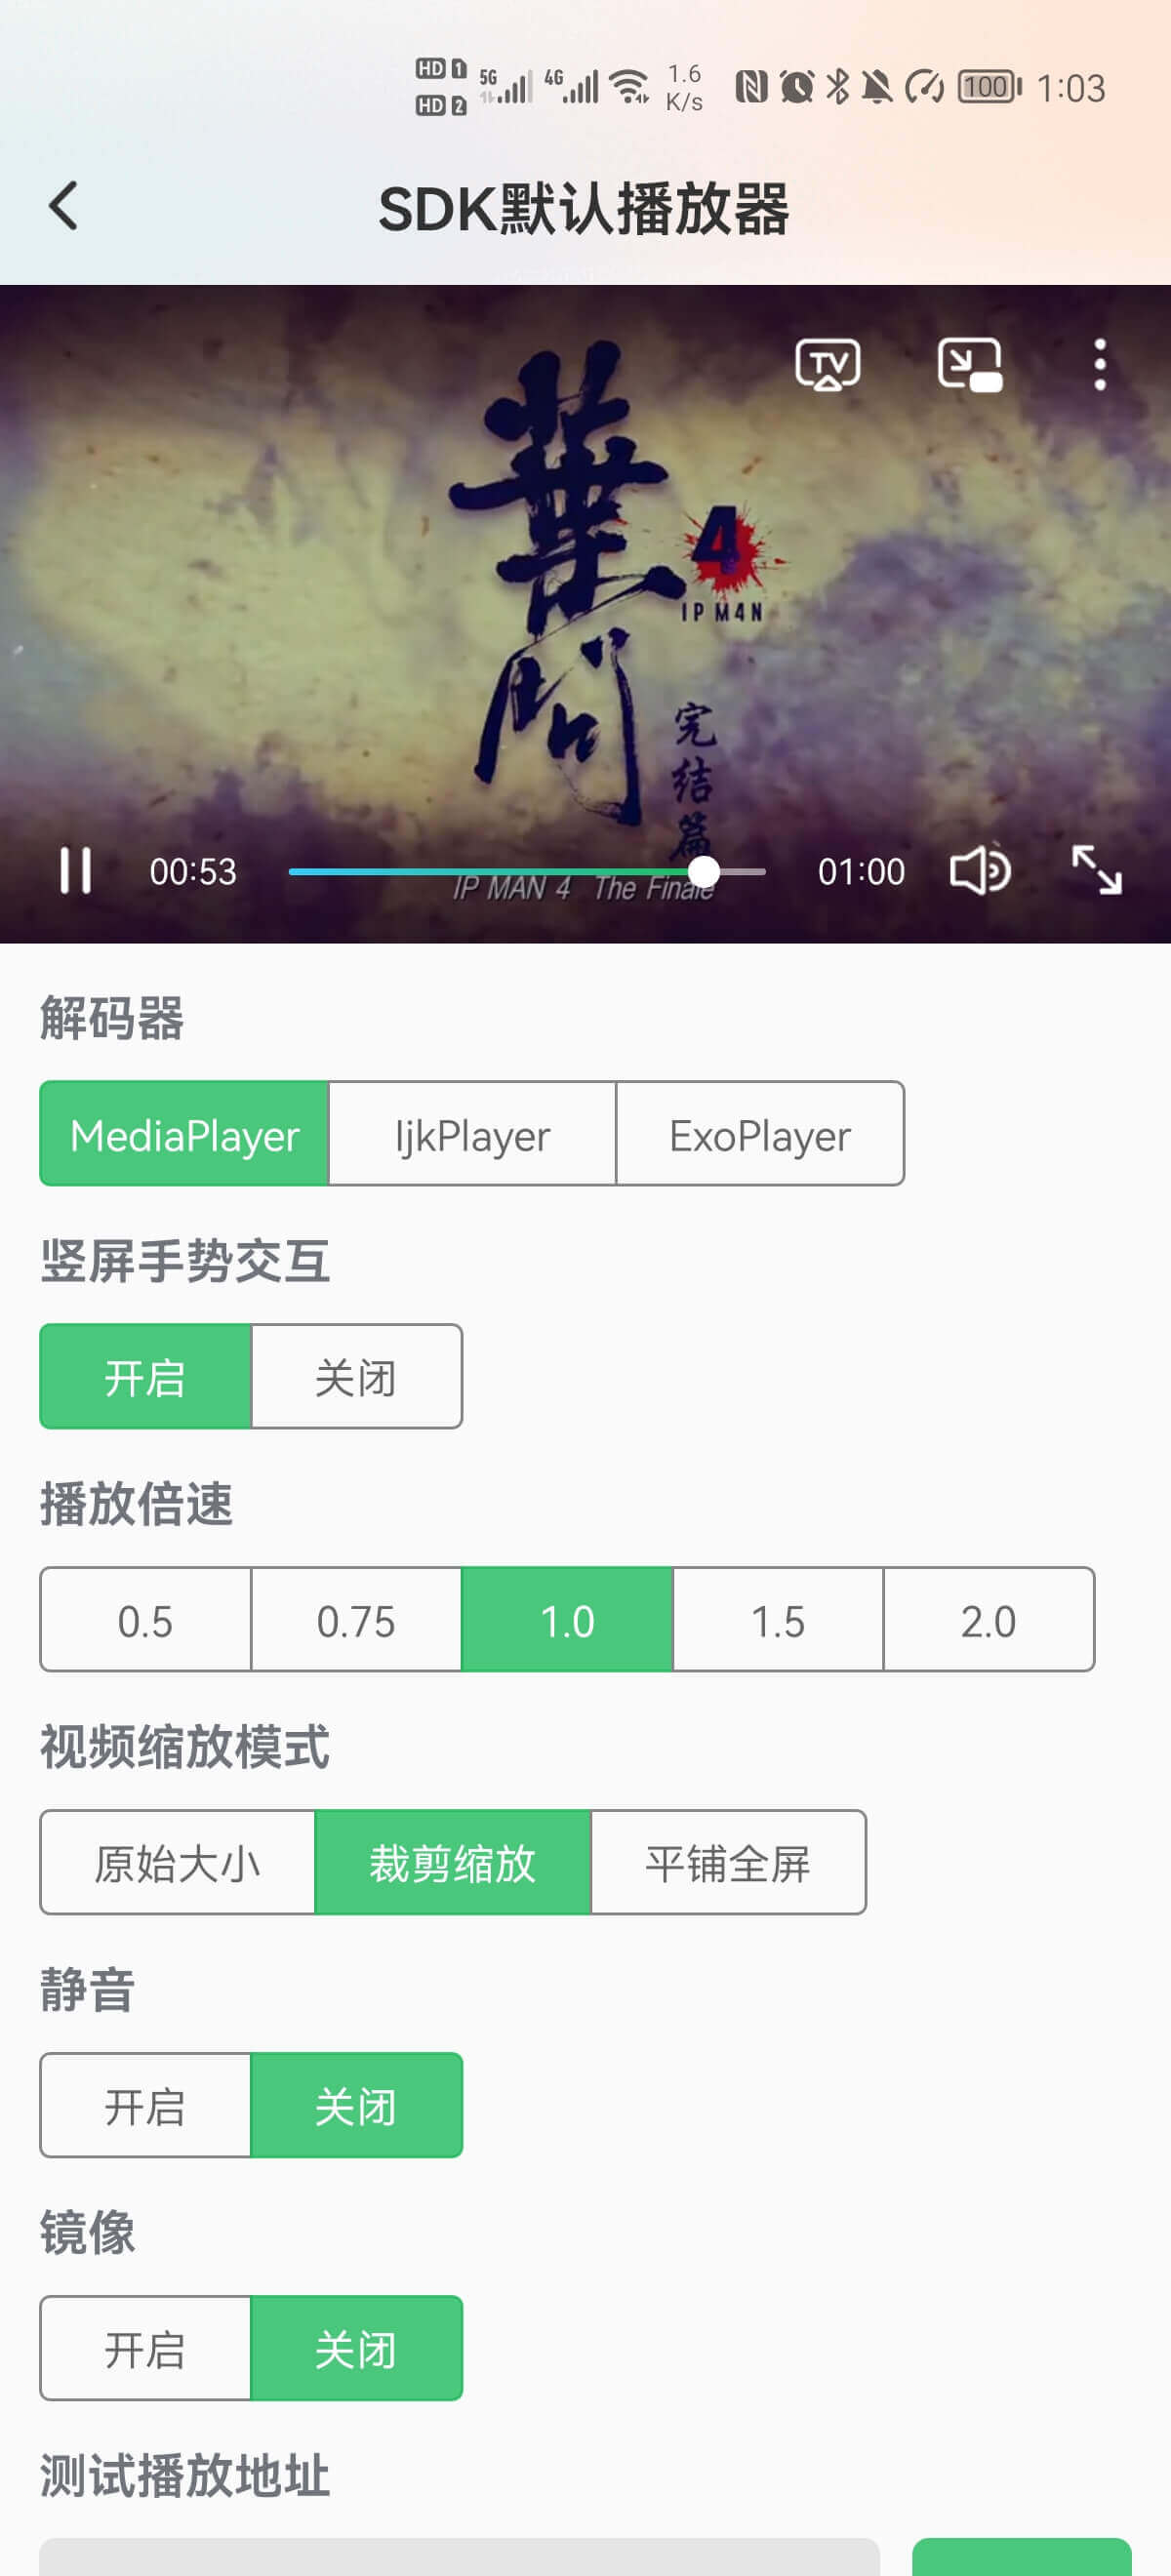 HD 1 5G 4G 1.6 K/s 100 1:03
HD 2
SDK默认播放器
TV
葉問
4
IP M4N
完结篇
00:53 01:00
IP MAN 4 The Finale
解码器
MediaPlayer IjkPlayer ExoPlayer
竖屏手势交互
开启 关闭
播放倍速
0.5 0.75 1.0 1.5 2.0
视频缩放模式
原始大小 裁剪缩放 平铺全屏
静音
开启 关闭
镜像
开启 关闭
测试播放地址